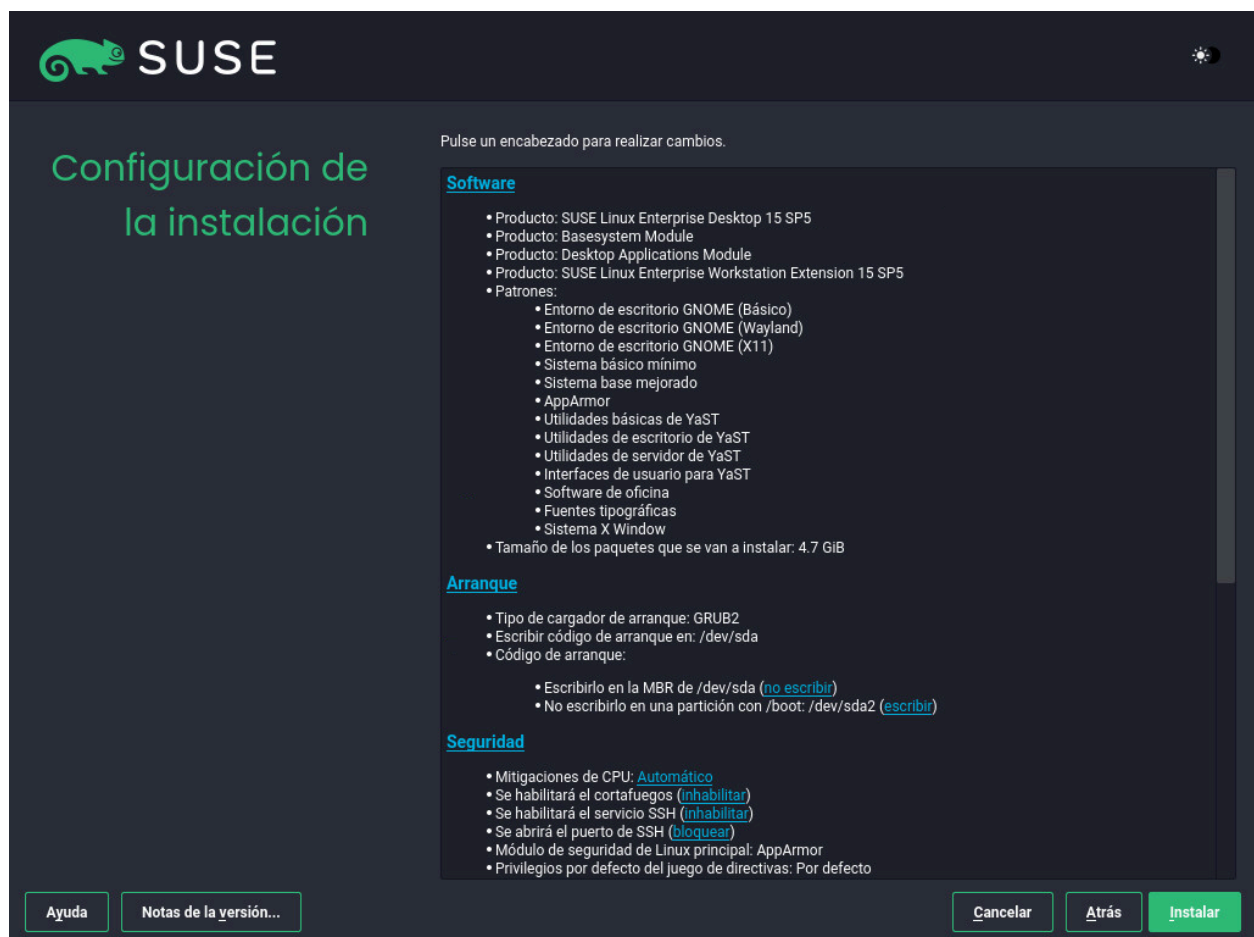 SUSE
Configuración de
la instalación
Pulse un encabezado para realizar cambios.
Software
• Producto: SUSE Linux Enterprise Desktop 15 SP5
• Producto: Basesystem Module
• Producto: Desktop Applications Module
• Producto: SUSE Linux Enterprise Workstation Extension 15 SP5
• Patrones:
• Entorno de escritorio GNOME (Básico)
• Entorno de escritorio GNOME (Wayland)
• Entorno de escritorio GNOME (X11)
• Sistema básico mínimo
• Sistema base mejorado
• AppArmor
• Utilidades básicas de YaST
• Utilidades de escritorio de YaST
• Utilidades de servidor de YaST
• Interfaces de usuario para YaST
• Software de oficina
• Fuentes tipográficas
• Sistema X Window
• Tamaño de los paquetes que se van a instalar: 4.7 GiB
Arranque
• Tipo de cargador de arranque: GRUB2
• Escribir código de arranque en: /dev/sda
• Código de arranque:
• Escribirlo en la MBR de /dev/sda (no escribir)
• No escribirlo en una partición con /boot: /dev/sda2 (escribir)
Seguridad
• Mitigaciones de CPU: Automático
• Se habilitará el cortafuegos (inhabilitar)
• Se habilitará el servicio SSH (inhabilitar)
• Se abrirá el puerto de SSH (bloquear)
• Módulo de seguridad de Linux principal: AppArmor
• Privilegios por defecto del juego de directivas: Por defecto
Ayuda
Notas de la versión...
Cancelar
Atrás
Instalar